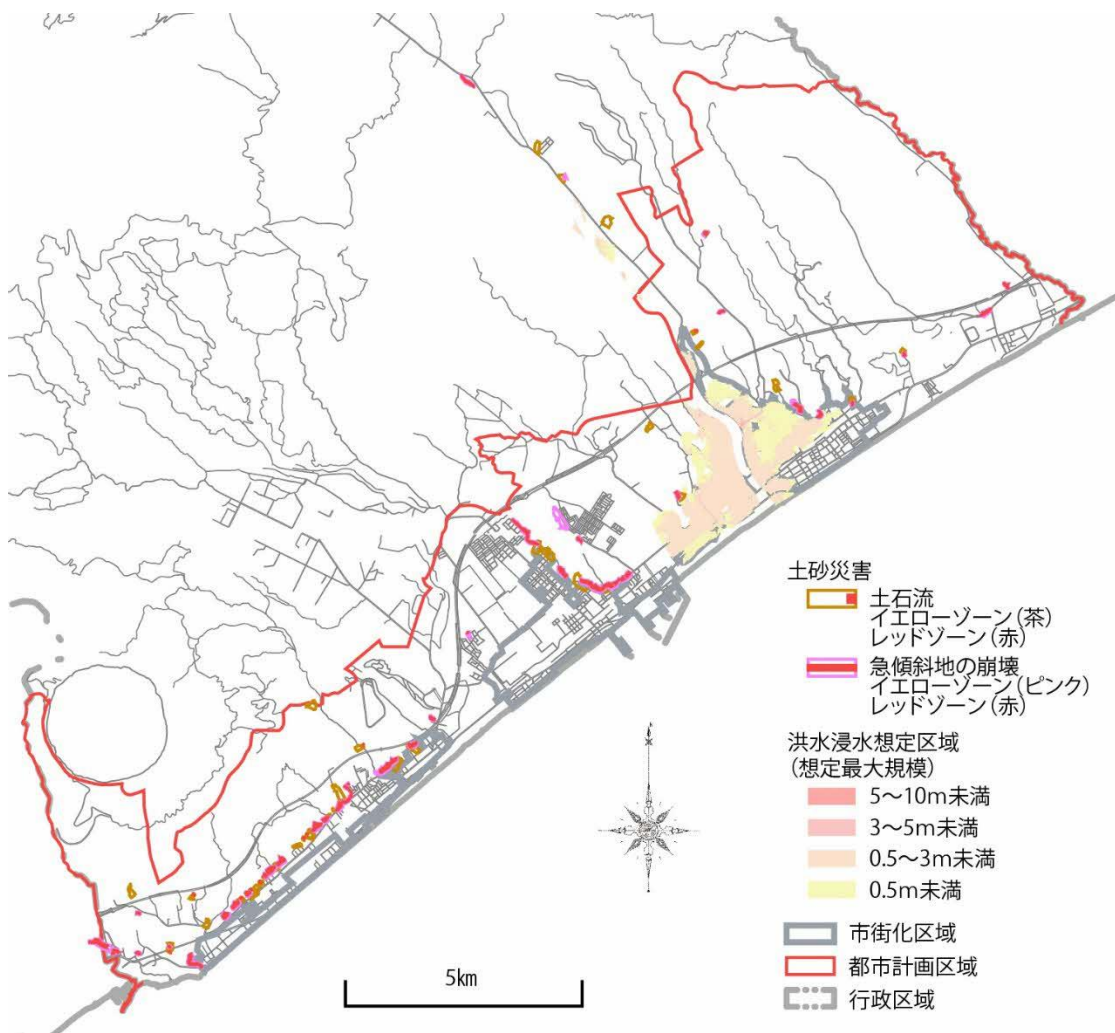 土砂災害
土石流
イエローゾーン(茶)
レッドゾーン(赤)
急傾斜地の崩壊
イエローゾーン(ピンク)
レッドゾーン(赤)
洪水浸水想定区域
(想定最大規模)
5~10m未満
3~5m未満
0.5~3m未満
0.5m未満
市街化区域
都市計画区域
行政区域
5km